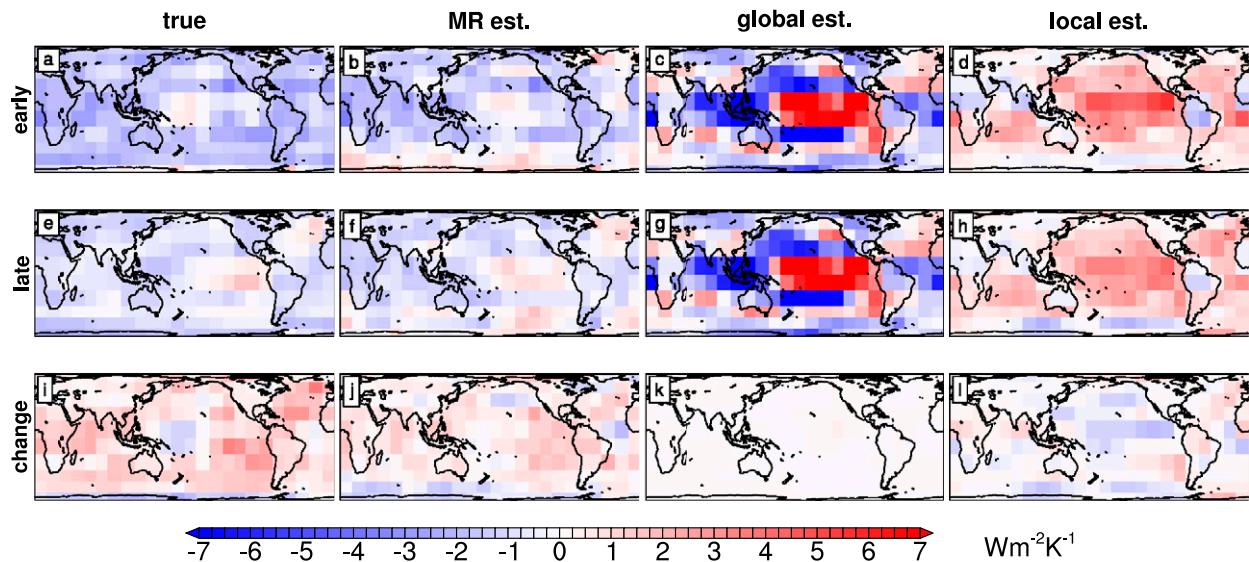 true MR est. global est. local est.
early a b c d
late e f g h
change i j k l
-7 -6 -5 -4 -3 -2 -1 0 1 2 3 4 5 6 7 Wm⁻²K⁻¹